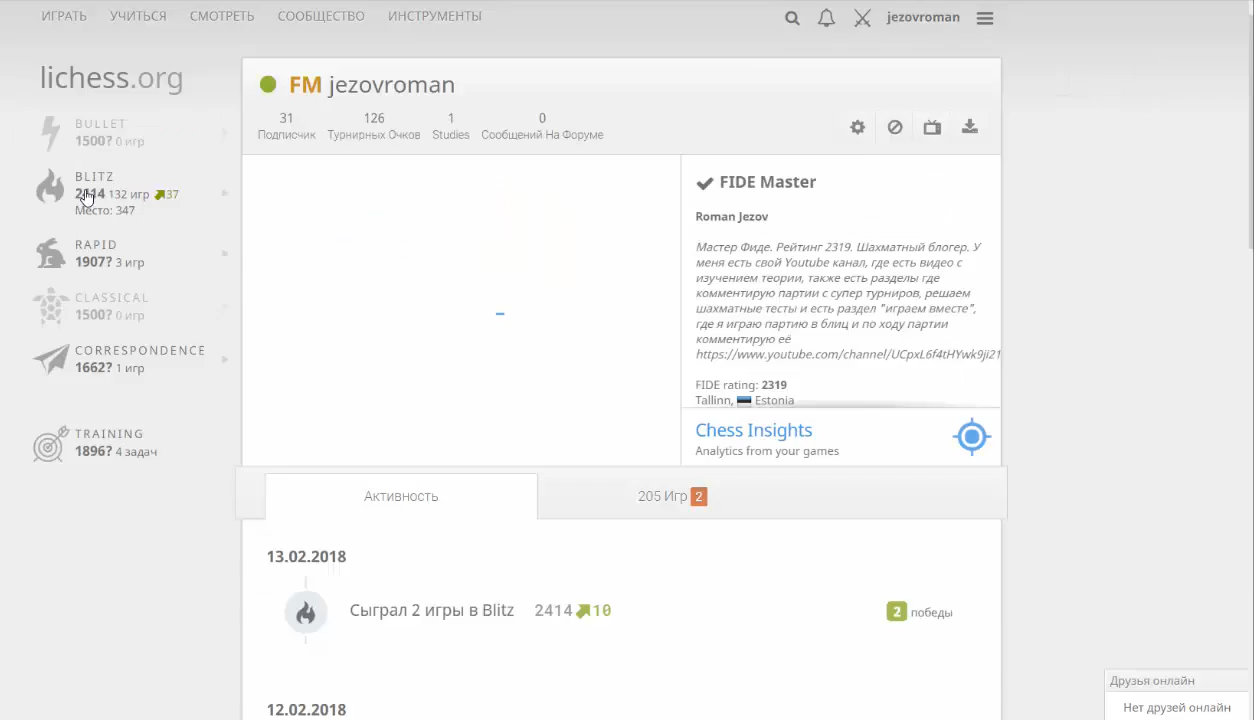 ИГРАТЬ УЧИТЬСЯ СМОТРЕТЬ СООБЩЕСТВО ИНСТРУМЕНТЫ jezovroman
lichess.org
BULLET
1500? 0 игр
BLITZ
2414 132 игр 37
Место: 347
RAPID
1907? 3 игр
CLASSICAL
1500? 0 игр
CORRESPONDENCE
1662? 1 игр
TRAINING
1896? 4 задач
FM jezovroman
31 126 1 0
Подписчик Турнирных Очков Studies Сообщений На Форуме
FIDE Master
Roman Jezov
Мастер Фиде. Рейтинг 2319. Шахматный блогер. У
меня есть свой Youtube канал, где есть видео с
изучением теории, также есть разделы где
комментирую партии с супер турниров, решаем
шахматные тесты и есть раздел "играем вместе",
где я играю партию в блиц и по ходу партии
комментирую её
https://www.youtube.com/channel/UCpxL6f4tHYwk9ji21
FIDE rating: 2319
Tallinn, Estonia
Chess Insights
Analytics from your games
Активность 205 Игр 2
13.02.2018
Сыграл 2 игры в Blitz 2414 10 2 победы
12.02.2018
Друзья онлайн
Нет друзей онлайн